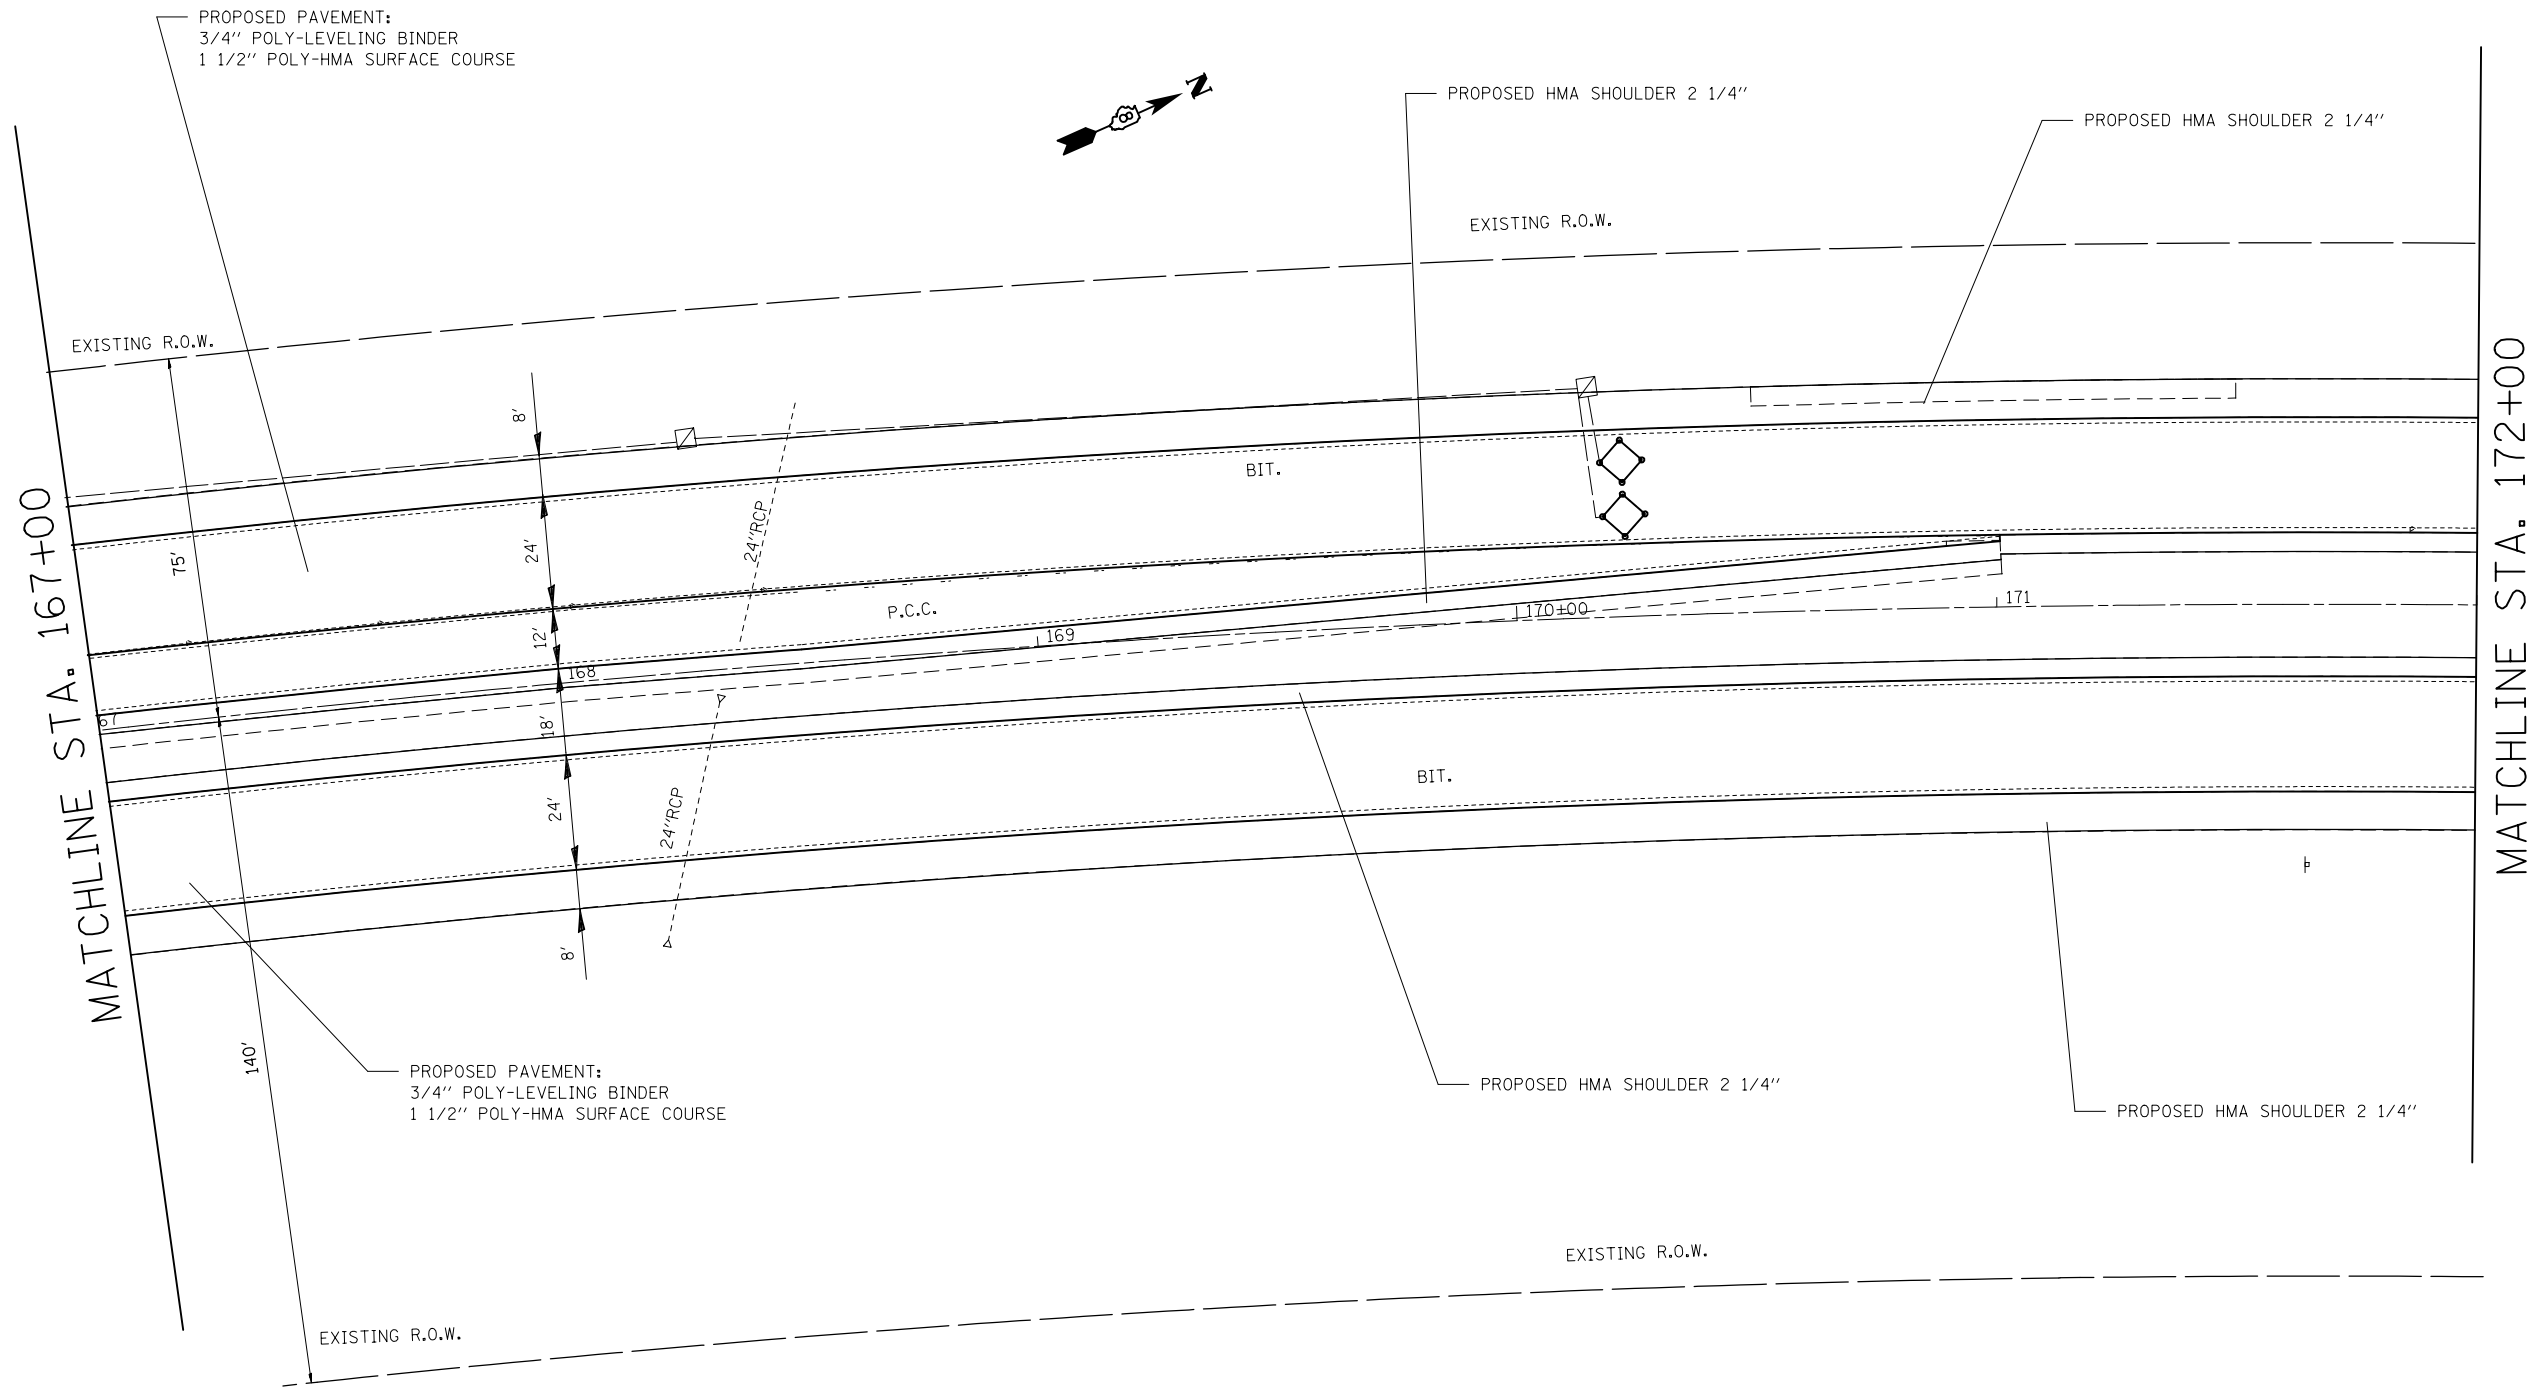 PROPOSED PAVEMENT:
3/4" POLY-LEVELING BINDER
1 1/2" POLY-HMA SURFACE COURSE
N
8
PROPOSED HMA SHOULDER 2 1/4"
PROPOSED HMA SHOULDER 2 1/4"
EXISTING R.O.W.
EXISTING R.O.W.
MATCHLINE STA. 167+00
MATCHLINE STA. 172+00
8'
BIT.
24"RCP
24'
75'
P.C.C.
12'
170+00
171
169
168
67
18'
24'
24"RCP
BIT.
8'
140'
PROPOSED PAVEMENT:
3/4" POLY-LEVELING BINDER
1 1/2" POLY-HMA SURFACE COURSE
PROPOSED HMA SHOULDER 2 1/4"
PROPOSED HMA SHOULDER 2 1/4"
EXISTING R.O.W.
EXISTING R.O.W.